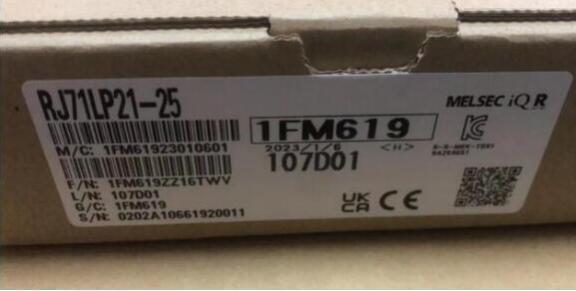 RJ71LP21-25
MELSEC iQ R
M/C: 1FM61923010601
1FM619
2023/1/6 <H>
107D01
F/N: 1FM619ZZ16TWV
L/N: 107D01
G/C: 1FM619
S/N: 0202A10661920011
UK
CA CE